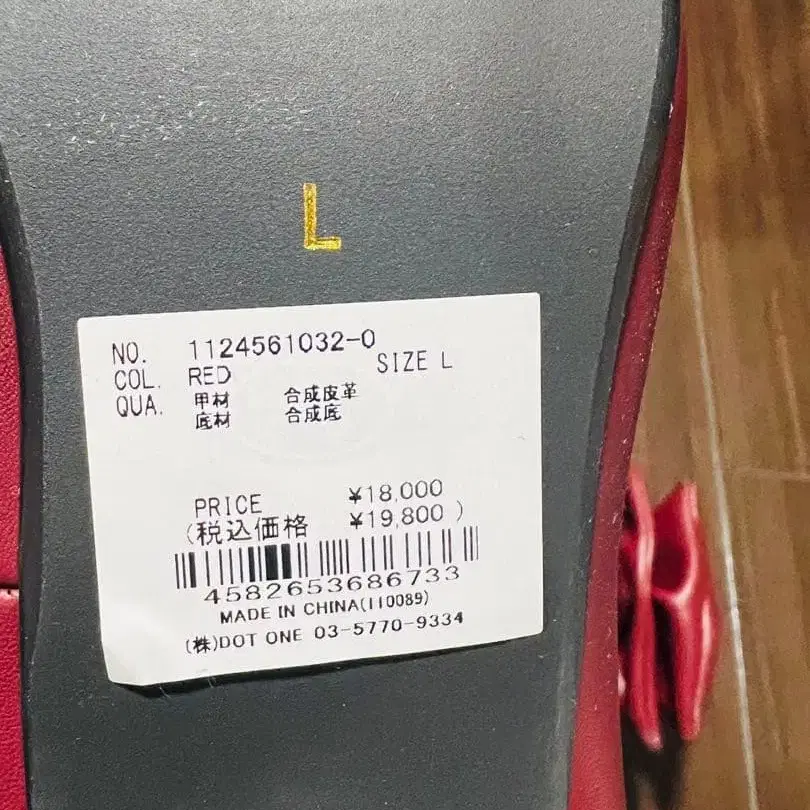 L
NO. 1124561032-0
COL. RED SIZE L
QUA. 甲材 合成皮革
底材 合成底
PRICE ¥18,000
(税込価格 ¥19,800 )
4582653686733
MADE IN CHINA(110089)
(株)DOT ONE 03-5770-9334